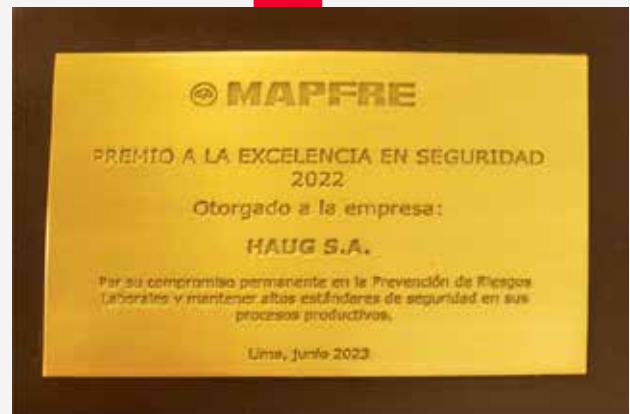 MAPFRE
PREMIO A LA EXCELENCIA EN SEGURIDAD
2022
Otorgado a la empresa:
HAUG S.A.
Por su compromiso permanente en la Prevención de Riesgos
Laborales y mantener altos estándares de seguridad en sus
procesos productivos.
Lima, junio 2023